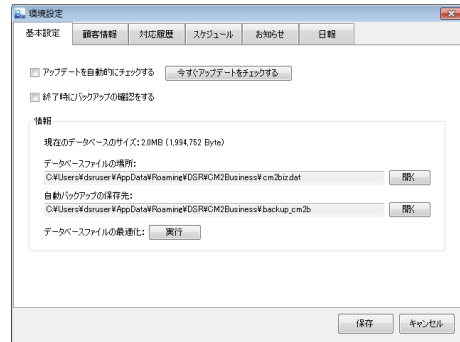 環境設定
基本設定 顧客情報 対応履歴 スケジュール お知らせ 日報
アップデートを自動的にチェックする 今すぐアップデートをチェックする
終了時にバックアップの確認をする
情報
現在のデータベースのサイズ: 2.0MB (1,994,752 Byte)
データベースファイルの場所:
C:¥Users¥dsruser¥AppData¥Roaming¥DSR¥CM2Business¥cm2biz.dat 開く
自動バックアップの保存先:
C:¥Users¥dsruser¥AppData¥Roaming¥DSR¥CM2Business¥backup_cm2b 開く
データベースファイルの最適化: 実行
保存 キャンセル